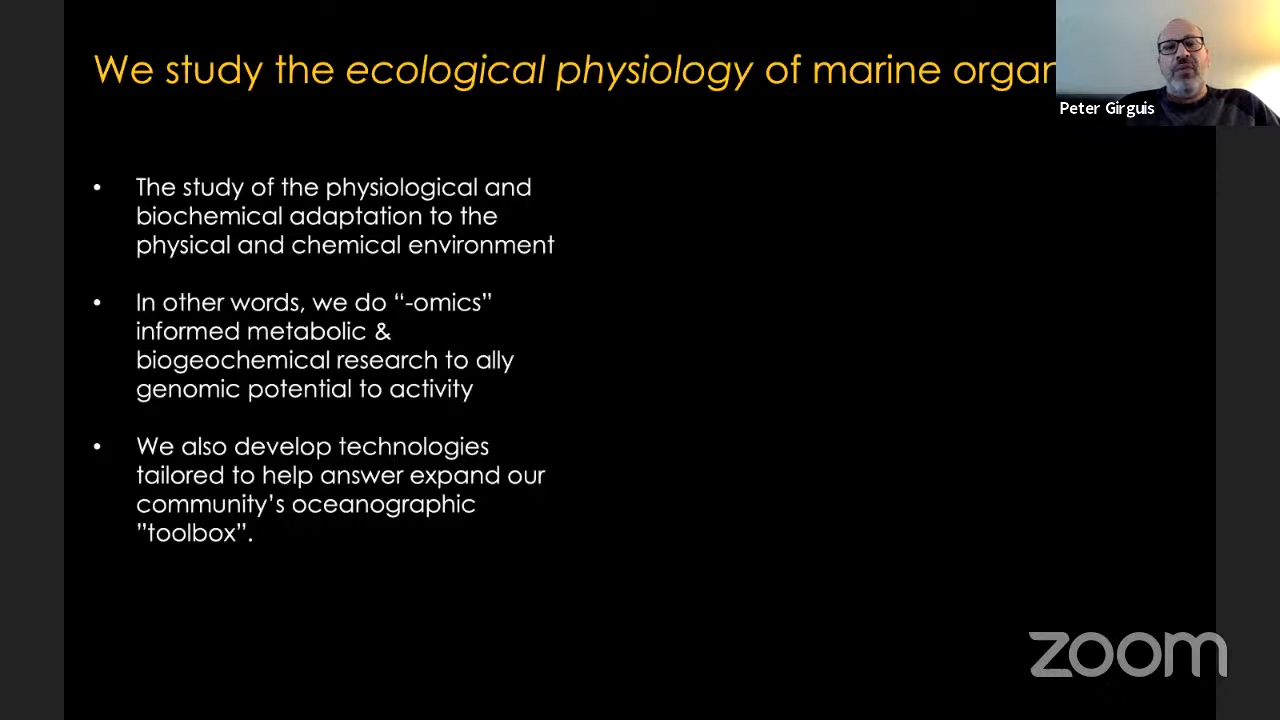 We study the ecological physiology of marine organ
Peter Girguis
• The study of the physiological and
biochemical adaptation to the
physical and chemical environment
• In other words, we do “-omics”
informed metabolic &
biogeochemical research to ally
genomic potential to activity
• We also develop technologies
tailored to help answer expand our
community’s oceanographic
”toolbox”.
zoom